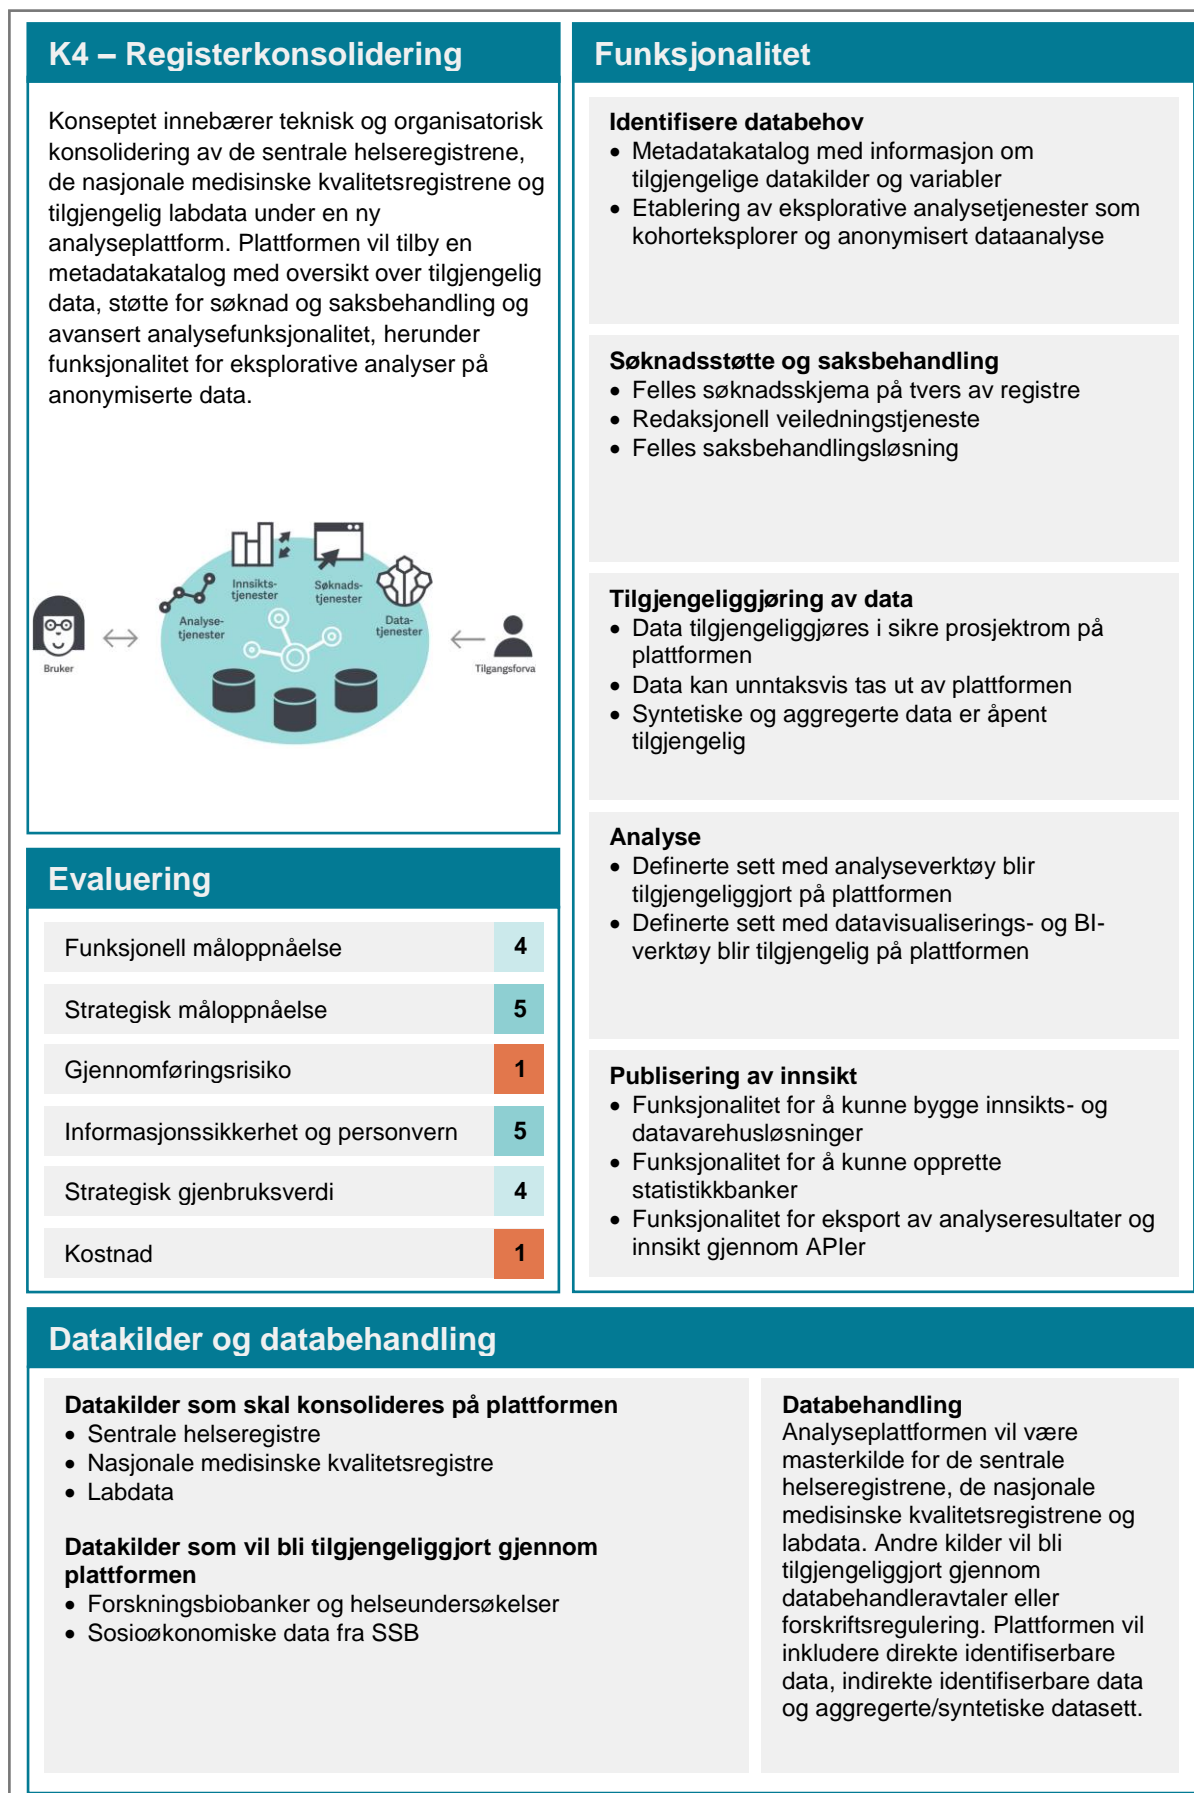 K4 – Registerkonsolidering
Konseptet innebærer teknisk og organisatorisk
konsolidering av de sentrale helseregistrene,
de nasjonale medisinske kvalitetsregistrene og
tilgjengelig labdata under en ny
analyseplattform. Plattformen vil tilby en
metadatakatalog med oversikt over tilgjengelig
data, støtte for søknad og saksbehandling og
avansert analysefunksjonalitet, herunder
funksjonalitet for eksplorative analyser på
anonymiserte data.
Bruker
Analyse-
tjenester
Innsikts-
tjenester
Søknads-
tjenester
Data-
tjenester
Tilgangsforva
Evaluering
Funksjonell måloppnåelse 4
Strategisk måloppnåelse 5
Gjennomføringsrisiko 1
Informasjonssikkerhet og personvern 5
Strategisk gjenbruksverdi 4
Kostnad 1
Funksjonalitet
Identifisere databehov
• Metadatakatalog med informasjon om
tilgjengelige datakilder og variabler
• Etablering av eksplorative analysetjenester som
kohorteksplorer og anonymisert dataanalyse
Søknadsstøtte og saksbehandling
• Felles søknadsskjema på tvers av registre
• Redaksjonell veiledningstjeneste
• Felles saksbehandlingsløsning
Tilgjengeliggjøring av data
• Data tilgjengeliggjøres i sikre prosjektrom på
plattformen
• Data kan unntaksvis tas ut av plattformen
• Syntetiske og aggregerte data er åpent
tilgjengelig
Analyse
• Definerte sett med analyseverktøy blir
tilgjengeliggjort på plattformen
• Definerte sett med datavisualiserings- og BI-
verktøy blir tilgjengelig på plattformen
Publisering av innsikt
• Funksjonalitet for å kunne bygge innsikts- og
datavarehusløsninger
• Funksjonalitet for å kunne opprette
statistikkbanker
• Funksjonalitet for eksport av analyseresultater og
innsikt gjennom APIer
Datakilder og databehandling
Datakilder som skal konsolideres på plattformen
• Sentrale helseregistre
• Nasjonale medisinske kvalitetsregistre
• Labdata
Datakilder som vil bli tilgjengeliggjort gjennom
plattformen
• Forskningsbiobanker og helseundersøkelser
• Sosioøkonomiske data fra SSB
Databehandling
Analyseplattformen vil være
masterkilde for de sentrale
helseregistrene, de nasjonale
medisinske kvalitetsregistrene og
labdata. Andre kilder vil bli
tilgjengeliggjort gjennom
databehandleravtaler eller
forskriftsregulering. Plattformen vil
inkludere direkte identifiserbare
data, indirekte identifiserbare data
og aggregerte/syntetiske datasett.